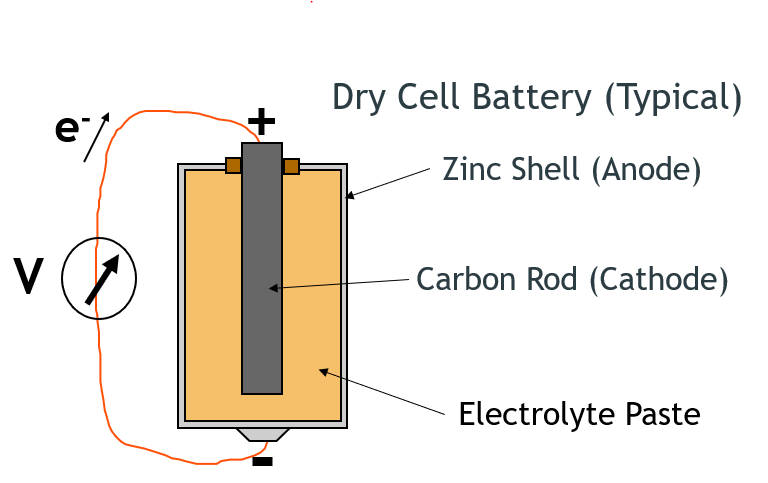 Dry Cell Battery (Typical)
+
e-
Zinc Shell (Anode)
V
Carbon Rod (Cathode)
Electrolyte Paste
-